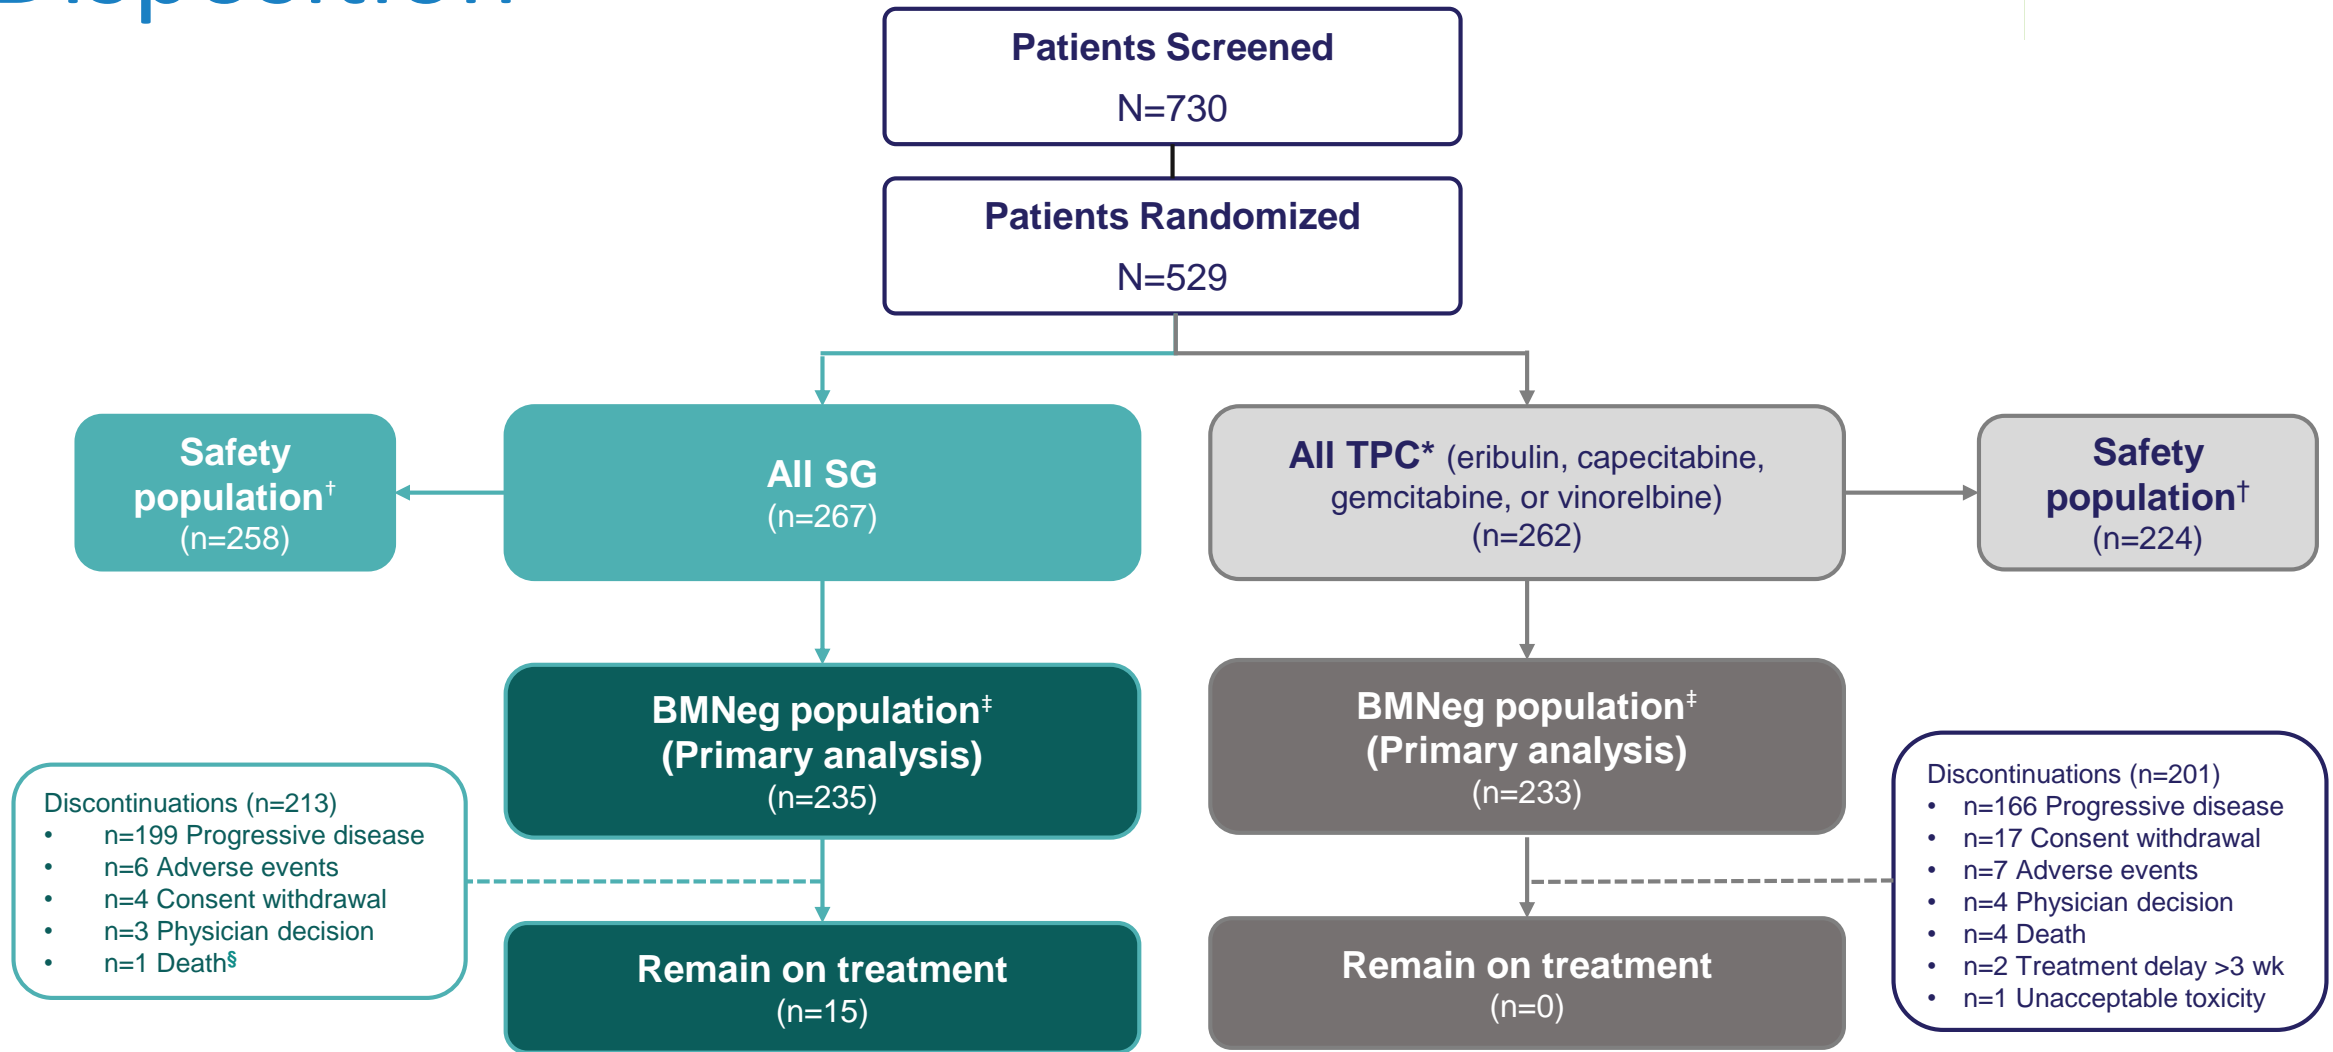 Disposition
Patients Screened
N=730
Patients Randomized
N=529
Safety
population†
(n=258)
All SG
(n=267)
All TPC* (eribulin, capecitabine,
gemcitabine, or vinorelbine)
(n=262)
Safety
population†
(n=224)
BMNeg population‡
(Primary analysis)
(n=235)
BMNeg population‡
(Primary analysis)
(n=233)
Discontinuations (n=213)
• n=199 Progressive disease
• n=6 Adverse events
• n=4 Consent withdrawal
• n=3 Physician decision
• n=1 Death§
Discontinuations (n=201)
• n=166 Progressive disease
• n=17 Consent withdrawal
• n=7 Adverse events
• n=4 Physician decision
• n=4 Death
• n=2 Treatment delay >3 wk
• n=1 Unacceptable toxicity
Remain on treatment
(n=15)
Remain on treatment
(n=0)